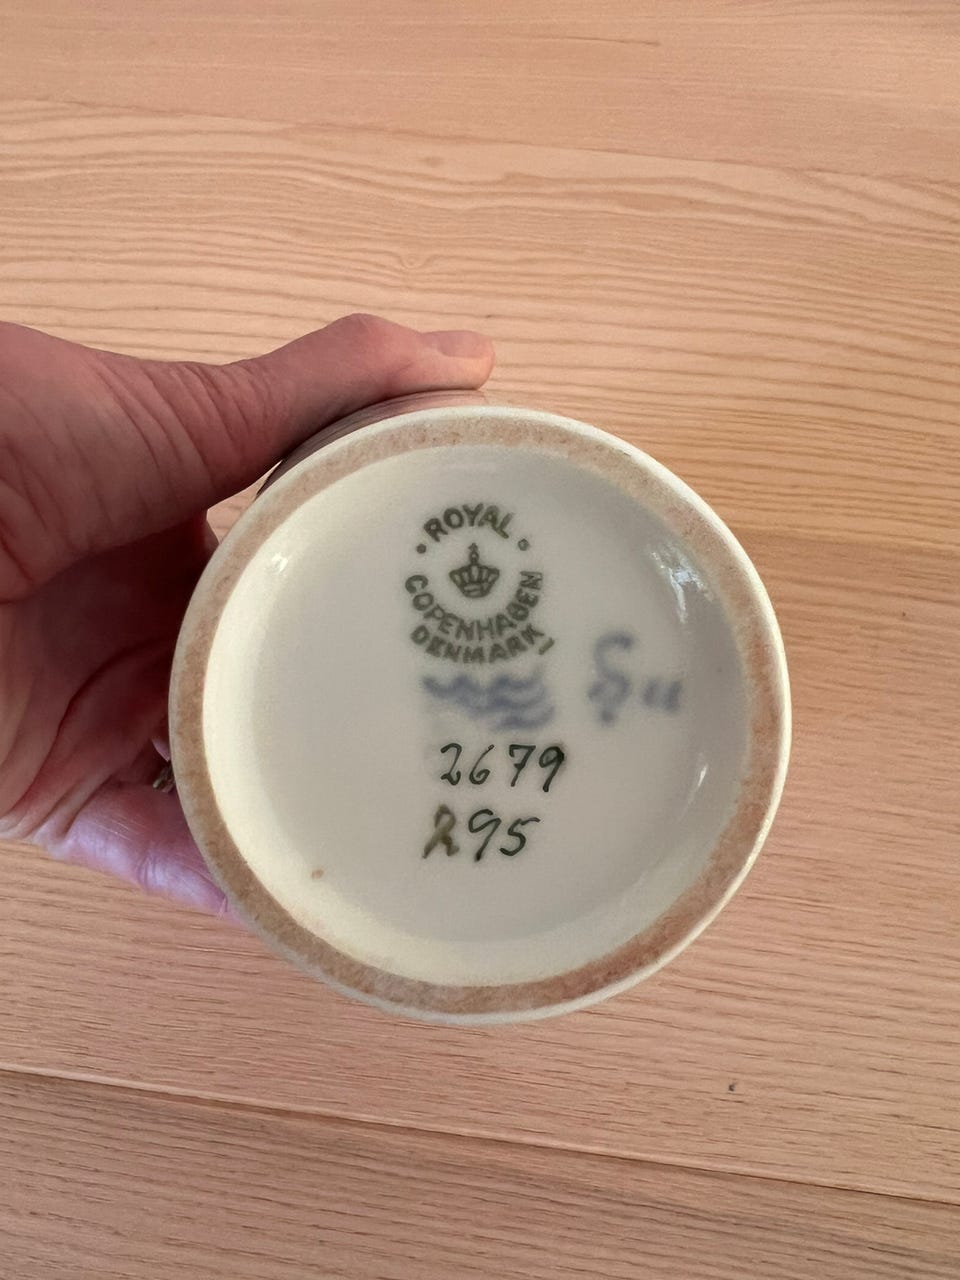 ROYAL
COPENHAGEN
DENMARK
2679
295